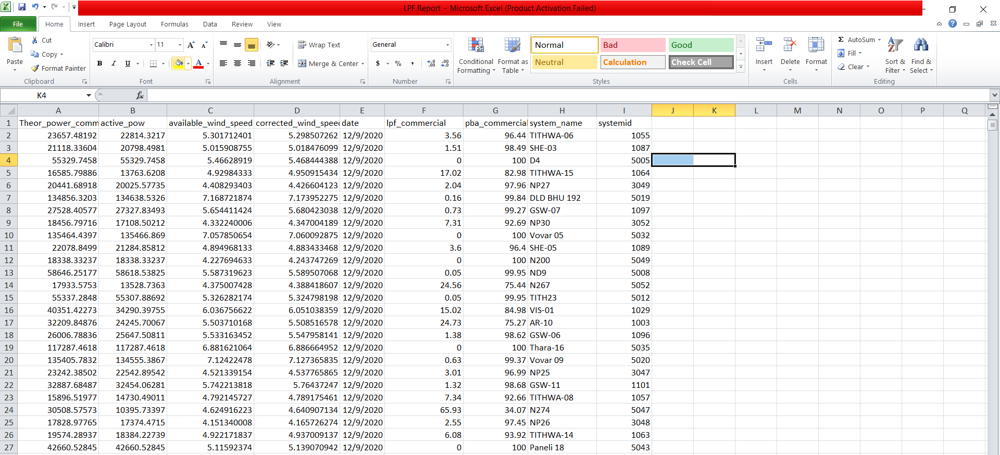 LPF Report - Microsoft Excel (Product Activation Failed)
File Home Insert Page Layout Formulas Data Review View
Paste Cut Copy Format Painter Clipboard
Calibri 11 A A B I U A Font
Wrap Text Merge & Center Alignment
General $ % , .00 .00 Number
Conditional Formatting Format as Table Normal Bad Good Neutral Calculation Check Cell Styles
Insert Delete Format Cells
Σ AutoSum Fill Clear Sort & Filter Find & Select Editing
K4 fx
A B C D E F G H I J K L M N O P Q
1 Theor_power_comm active_pow available_wind_speed corrected_wind_speed date lpf_commercial pba_commercial system_name systemid
2 23657.48192 22814.3217 5.301712401 5.298507262 12/9/2020 3.56 96.44 TITHWA-06 1055
3 21118.33604 20798.4981 5.015908755 5.018476099 12/9/2020 1.51 98.49 SHE-03 1087
4 55329.7458 55329.7458 5.46628919 5.468444388 12/9/2020 0 100 D4 5005
5 16585.79886 13763.6208 4.92984333 4.950915434 12/9/2020 17.02 82.98 TITHWA-15 1064
6 20441.68918 20025.57735 4.408293403 4.426604123 12/9/2020 2.04 97.96 NP27 3049
7 134856.3203 134638.5326 7.168721874 7.173952275 12/9/2020 0.16 99.84 DLD BHU 192 5019
8 27528.40577 27327.83493 5.654411424 5.680423038 12/9/2020 0.73 99.27 GSW-07 1097
9 18456.79716 17108.50212 4.332240006 4.347004189 12/9/2020 7.31 92.69 NP30 3052
10 135464.4397 135466.869 7.057850654 7.060092875 12/9/2020 0 100 Vovar 05 5032
11 22078.8499 21284.85812 4.894968133 4.883433468 12/9/2020 3.6 96.4 SHE-05 1089
12 18338.33237 18338.33237 4.227694633 4.243747269 12/9/2020 0 100 N200 5049
13 58646.25177 58618.53825 5.587319623 5.589507068 12/9/2020 0.05 99.95 ND9 5008
14 17933.5753 13528.7363 4.375007428 4.388418607 12/9/2020 24.56 75.44 N267 5052
15 55337.2848 55307.88692 5.326282174 5.324798198 12/9/2020 0.05 99.95 TITH23 5012
16 40351.42273 34290.39755 6.036756622 6.051038359 12/9/2020 15.02 84.98 VIS-01 1029
17 32209.84876 24245.70067 5.503710168 5.508516578 12/9/2020 24.73 75.27 AR-10 1003
18 26006.78836 25647.50811 5.533163452 5.547958141 12/9/2020 1.38 98.62 GSW-06 1096
19 117287.4618 117287.4618 6.881621064 6.886664952 12/9/2020 0 100 Thara-16 5035
20 135405.7832 134555.3867 7.12422478 7.127365835 12/9/2020 0.63 99.37 Vovar 09 5020
21 23242.38502 22542.89542 4.521339154 4.537765865 12/9/2020 3.01 96.99 NP25 3047
22 32887.68487 32454.06281 5.742213818 5.76437247 12/9/2020 1.32 98.68 GSW-11 1101
23 15896.51977 14730.49011 4.792145727 4.789175461 12/9/2020 7.34 92.66 TITHWA-08 1057
24 30508.57573 10395.73397 4.624916223 4.640907134 12/9/2020 65.93 34.07 N274 5047
25 17828.97765 17374.4715 4.151340008 4.165726274 12/9/2020 2.55 97.45 NP26 3048
26 19574.28937 18384.22739 4.922171837 4.937009137 12/9/2020 6.08 93.92 TITHWA-14 1063
27 42660.52845 42660.52845 5.11592374 5.139070942 12/9/2020 0 100 Paneli 18 5043